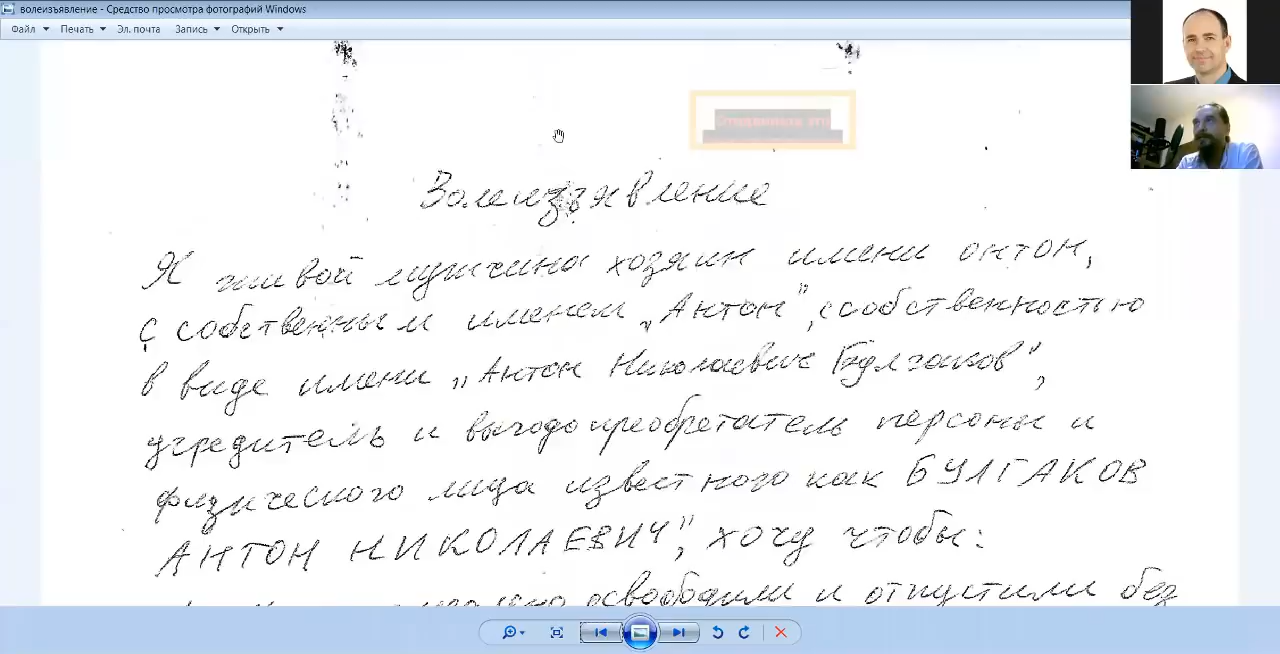 волеизъявление - Средство просмотра фотографий Windows
Файл Печать Эл. почта Запись Открыть
Волеизъявление
Я живой мужчина хозяин имени антон,
с собственным именем „Антон", с собственностью
в виде имени „Антон Николаевич Булгаков",
учредитель и выгодопреобретатель персоны и
физического лица известного как БУЛГАКОВ
АНТОН НИКОЛАЕВИЧ", хочу чтобы:
освободили и отпустили без